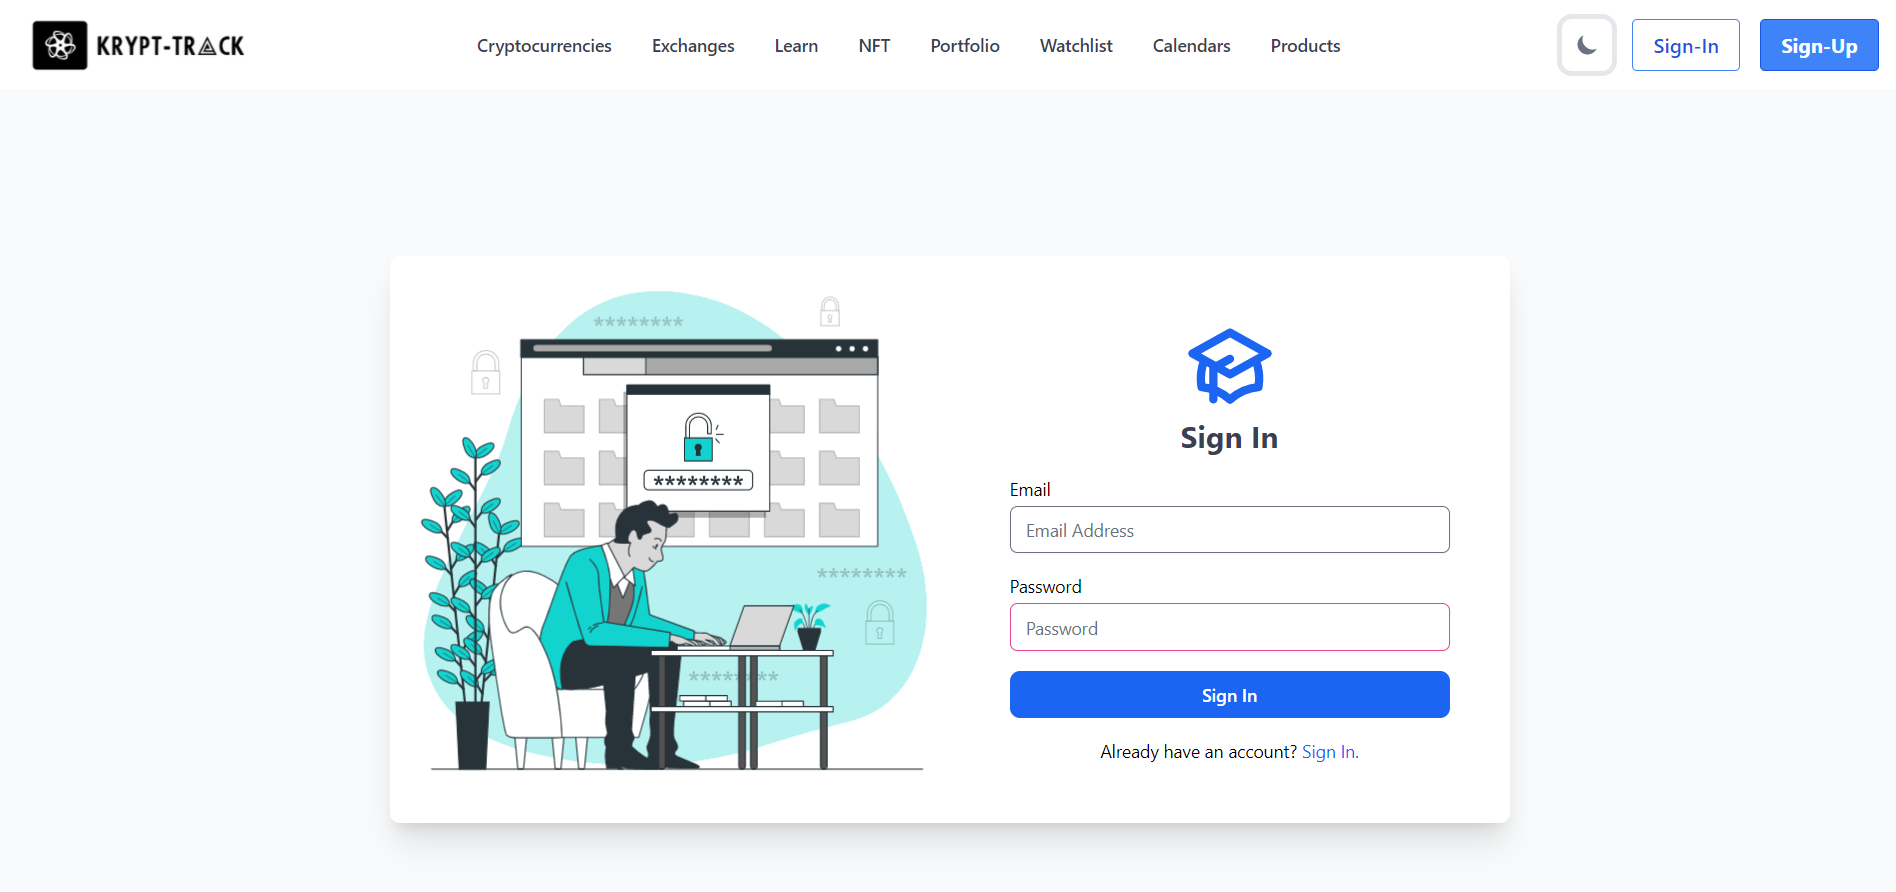 KRYPT-TRACK
Cryptocurrencies Exchanges Learn NFT Portfolio Watchlist Calendars Products
Sign-In Sign-Up
********
********
********
********
Sign In
Email
Email Address
Password
Password
Sign In
Already have an account? Sign In.